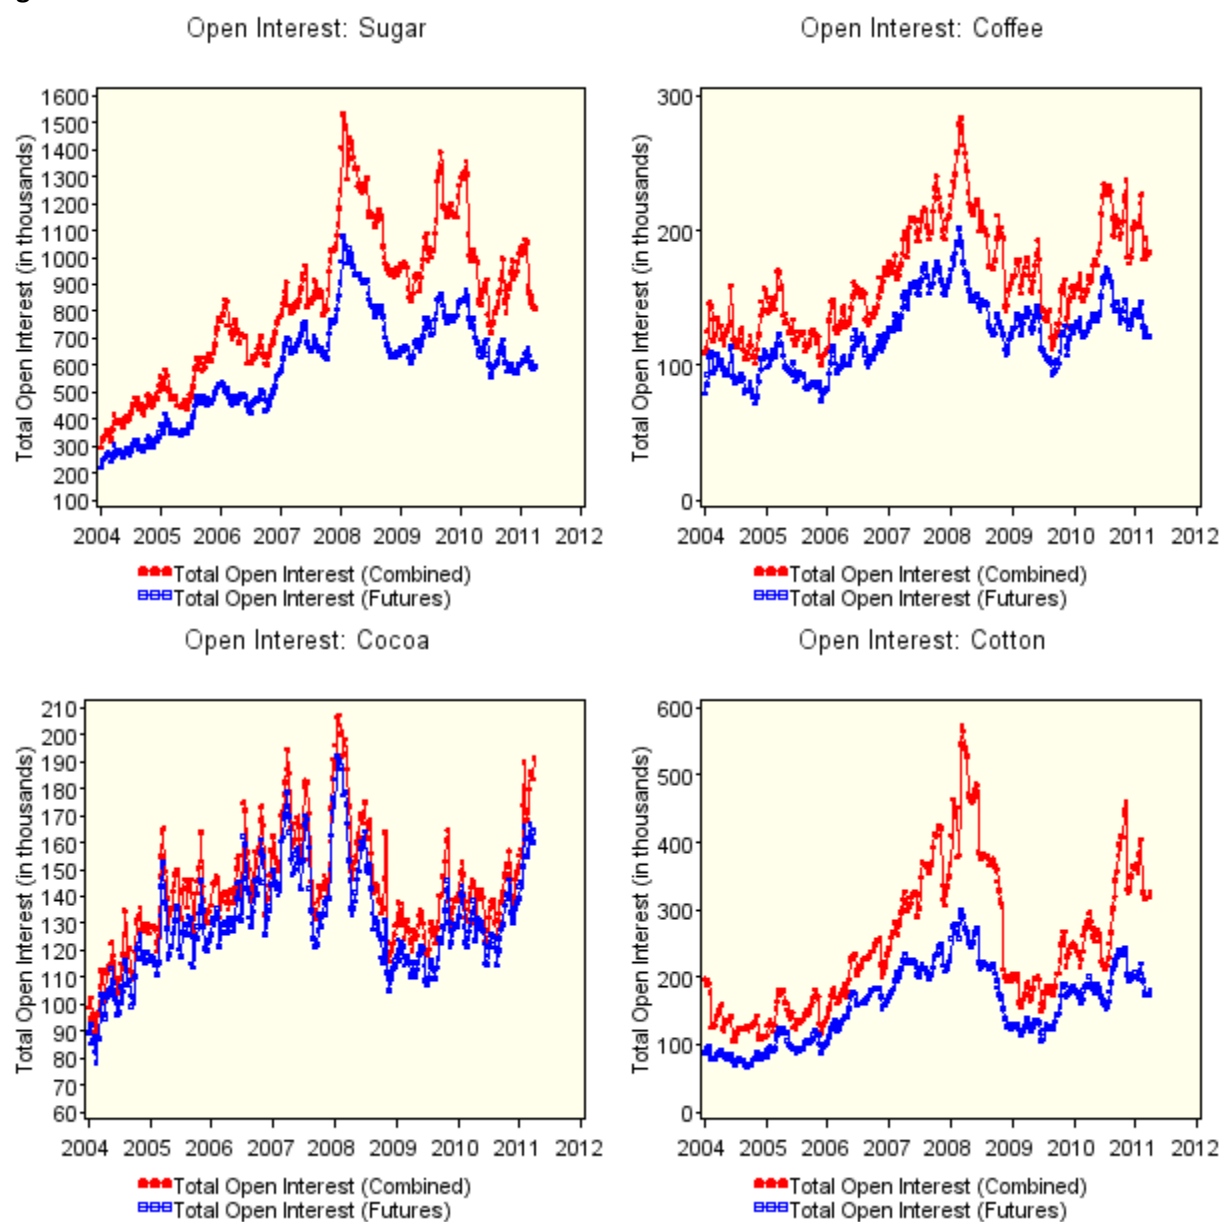 Open Interest: Sugar
Total Open Interest (in thousands)
1600
1500
1400
1300
1200
1100
1000
900
800
700
600
500
400
300
200
100
2004 2005 2006 2007 2008 2009 2010 2011 2012
Total Open Interest (Combined)
Total Open Interest (Futures)
Open Interest: Coffee
Total Open Interest (in thousands)
300
200
100
0
2004 2005 2006 2007 2008 2009 2010 2011 2012
Total Open Interest (Combined)
Total Open Interest (Futures)
Open Interest: Cocoa
Total Open Interest (in thousands)
210
200
190
180
170
160
150
140
130
120
110
100
90
80
70
60
2004 2005 2006 2007 2008 2009 2010 2011 2012
Total Open Interest (Combined)
Total Open Interest (Futures)
Open Interest: Cotton
Total Open Interest (in thousands)
600
500
400
300
200
100
0
2004 2005 2006 2007 2008 2009 2010 2011 2012
Total Open Interest (Combined)
Total Open Interest (Futures)